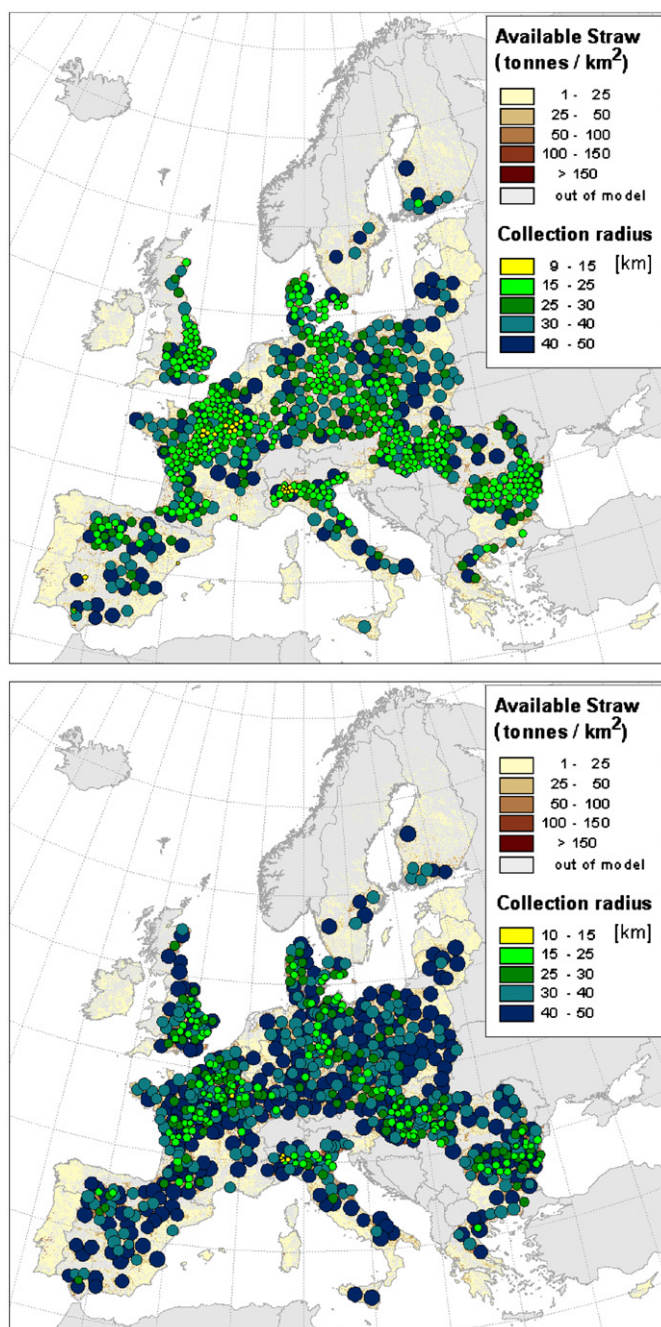 Available Straw
(tonnes / km²)
1 - 25
25 - 50
50 - 100
100 - 150
> 150
out of model
Collection radius
9 - 15 [km]
15 - 25
25 - 30
30 - 40
40 - 50
Available Straw
(tonnes / km²)
1 - 25
25 - 50
50 - 100
100 - 150
> 150
out of model
Collection radius
10 - 15 [km]
15 - 25
25 - 30
30 - 40
40 - 50